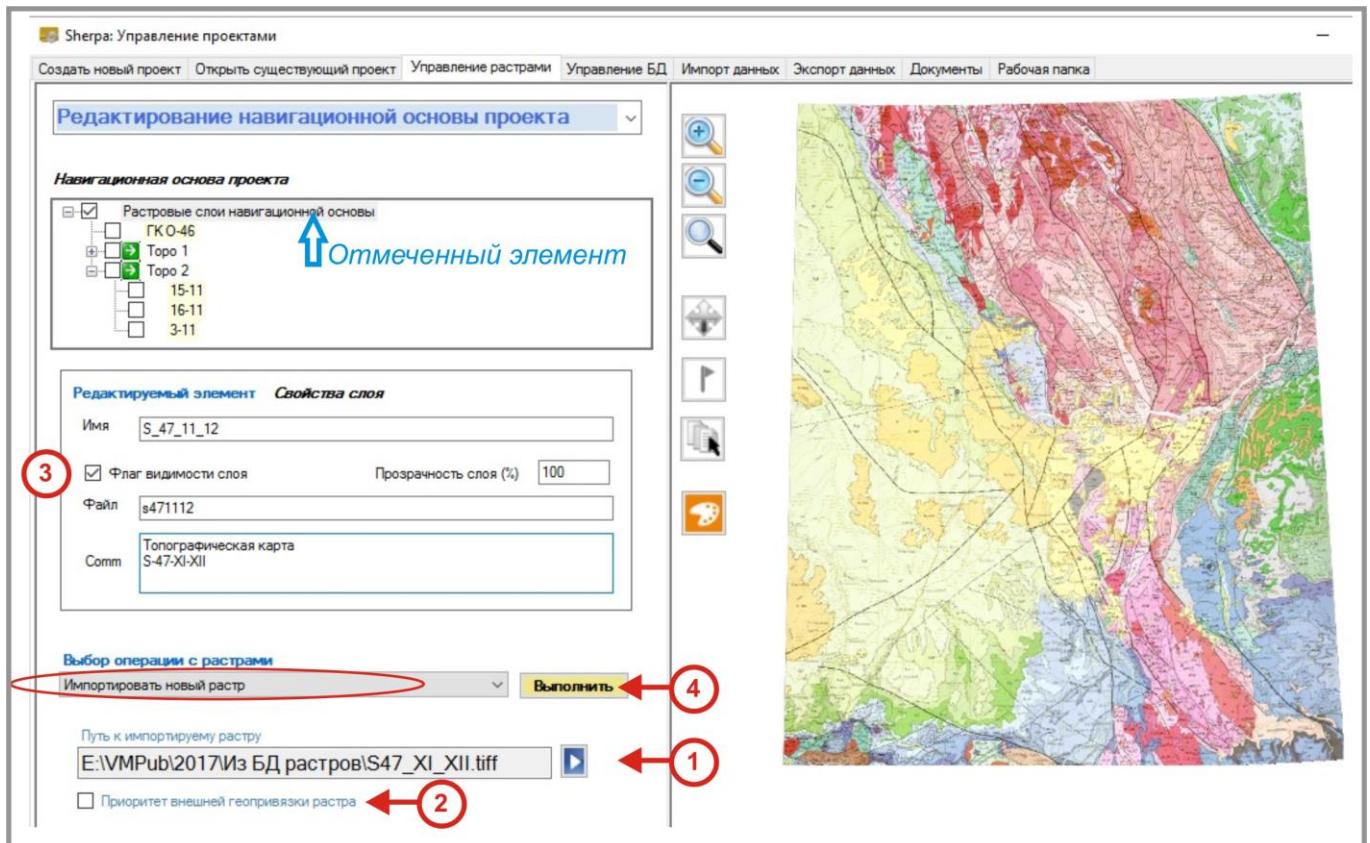 Sherpa: Управление проектами
Создать новый проект Открыть существующий проект Управление растрами Управление БД Импорт данных Экспорт данных Документы Рабочая папка
Редактирование навигационной основы проекта
Навигационная основа проекта
Растровые слои навигационной основы
ГК О-46
Торо 1
Отмеченный элемент
Торо 2
15-11
16-11
3-11
Редактируемый элемент Свойства слоя
Имя S_47_11_12
3 Флаг видимости слоя Прозрачность слоя (%) 100
Файл s471112
Comm Топографическая карта
S-47-XI-XII
Выбор операции с растрами
Импортировать новый растр Выполнить 4
Путь к импортируему растру
E:\VMPub\2017\Из БД растров\S47_XI_XII.tiff 1
Приоритет внешней геопривязки растра 2